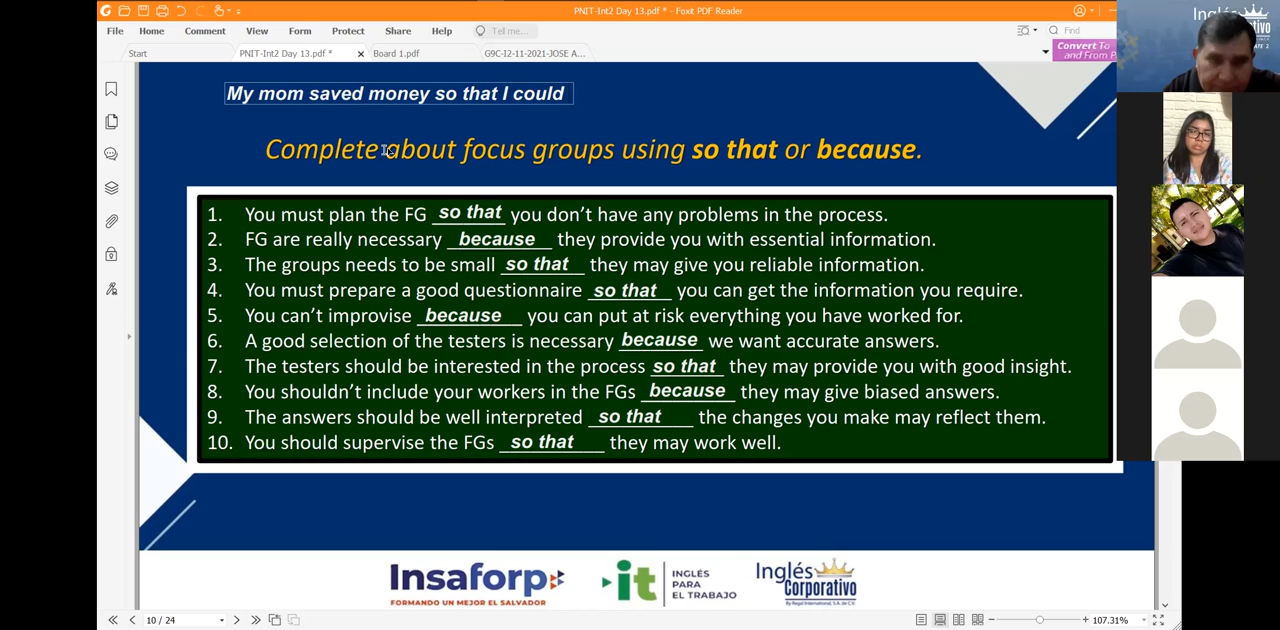 PNIT-Int2 Day 13.pdf * - Foxit PDF Reader
File Home Comment View Form Protect Share Help Tell me... Find
Start PNIT-Int2 Day 13.pdf * Board 1.pdf G9C-I2-11-2021-JOSE A...
Convert To
and From P
Inglés
My mom saved money so that I could
Complete about focus groups using so that or because.
1. You must plan the FG so that you don't have any problems in the process.
2. FG are really necessary because they provide you with essential information.
3. The groups needs to be small so that they may give you reliable information.
4. You must prepare a good questionnaire so that you can get the information you require.
5. You can't improvise because you can put at risk everything you have worked for.
6. A good selection of the testers is necessary because we want accurate answers.
7. The testers should be interested in the process so that they may provide you with good insight.
8. You shouldn't include your workers in the FGs because they may give biased answers.
9. The answers should be well interpreted so that the changes you make may reflect them.
10. You should supervise the FGs so that they may work well.
Insaforp
FORMANDO UN MEJOR EL SALVADOR
it
INGLÉS
PARA
EL TRABAJO
Inglés
Corporativo
By Regal International, S.A. de C.V.
10 / 24
107.31%